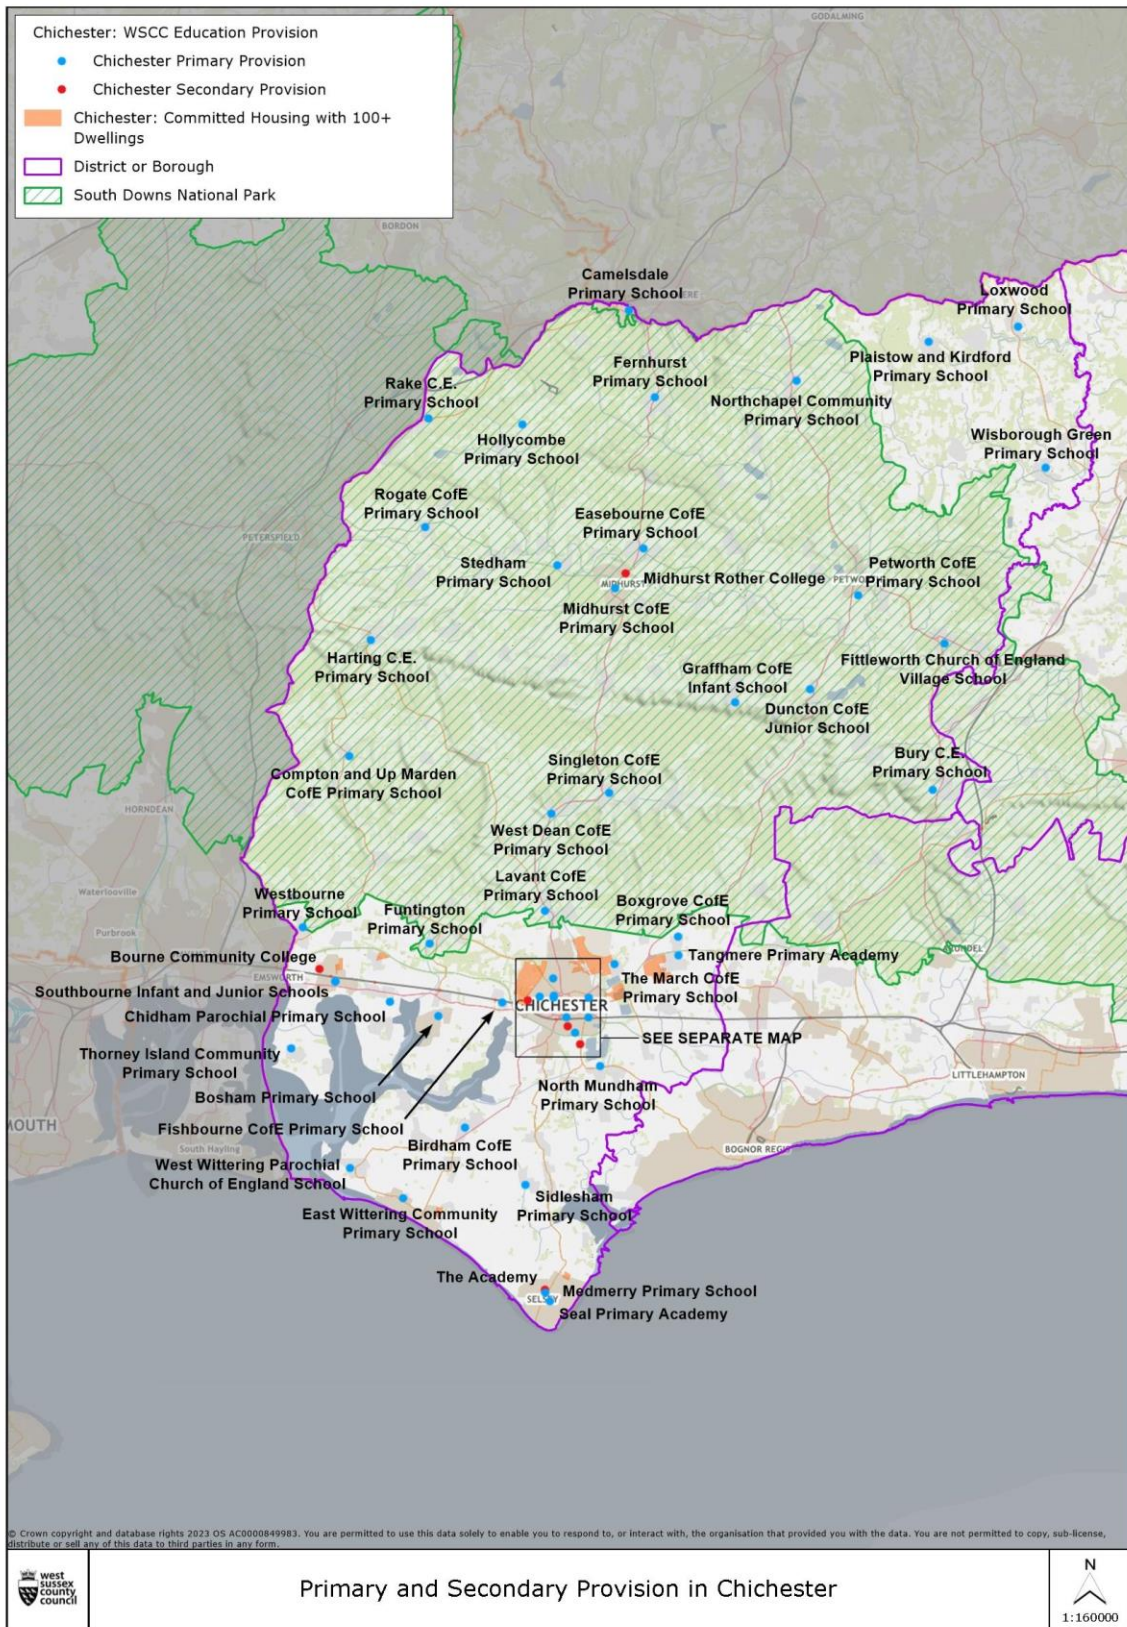 Chichester: WSCC Education Provision
Chichester Primary Provision
Chichester Secondary Provision
Chichester: Committed Housing with 100+
Dwellings
District or Borough
South Downs National Park
GODALMING
BORDON
Camelsdale
Primary School
Loxwood
Primary School
Plaistow and Kirdford
Primary School
Fernhurst
Primary School
Rake C.E.
Primary School
Northchapel Community
Primary School
Hollycombe
Primary School
Wisborough Green
Primary School
Rogate CofE
Primary School
Easebourne CofE
Primary School
PETERSFIELD
Stedham
Primary School
Petworth CofE
Primary School
MIDHURST
Midhurst Rother College
Midhurst CofE
Primary School
Harting C.E.
Primary School
Fittleworth Church of England
Village School
Graffham CofE
Infant School
Duncton CofE
Junior School
Bury C.E.
Primary School
Singleton CofE
Primary School
Compton and Up Marden
CofE Primary School
HORNDEAN
West Dean CofE
Primary School
Lavant CofE
Primary School
Waterlooville
Westbourne
Primary School
Funtington
Primary School
Boxgrove CofE
Primary School
Purbrook
Bourne Community College
Tangmere Primary Academy
EMSWORTH
The March CofE
Primary School
Southbourne Infant and Junior Schools
CHICHESTER
Chidham Parochial Primary School
SEE SEPARATE MAP
Thorney Island Community
Primary School
LITTLEHAMPTON
Bosham Primary School
North Mundham
Primary School
MOUTH
Fishbourne CofE Primary School
Birdham CofE
Primary School
South Hayling
BOGNOR REGIS
West Wittering Parochial
Church of England School
Sidlesham
Primary School
East Wittering Community
Primary School
The Academy
Medmerry Primary School
SELSEY
Seal Primary Academy
© Crown copyright and database rights 2023 OS AC0000849983. You are permitted to use this data solely to enable you to respond to, or interact with, the organisation that provided you with the data. You are not permitted to copy, sub-license,
distribute or sell any of this data to third parties in any form.
west
sussex
county
council
Primary and Secondary Provision in Chichester
N
1:160000